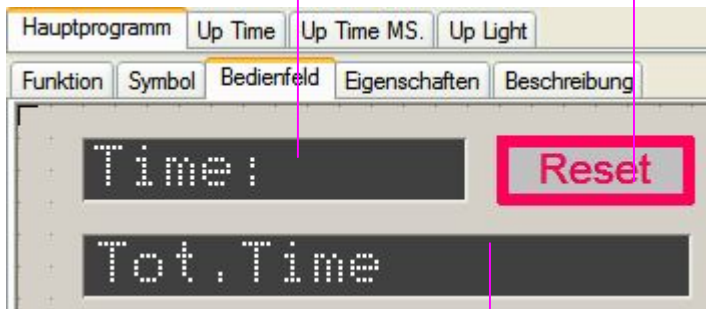 Hauptprogramm Up Time Up Time MS. Up Light
Funktion Symbol Bedienfeld Eigenschaften Beschreibung
Time: Reset
Tot.Time